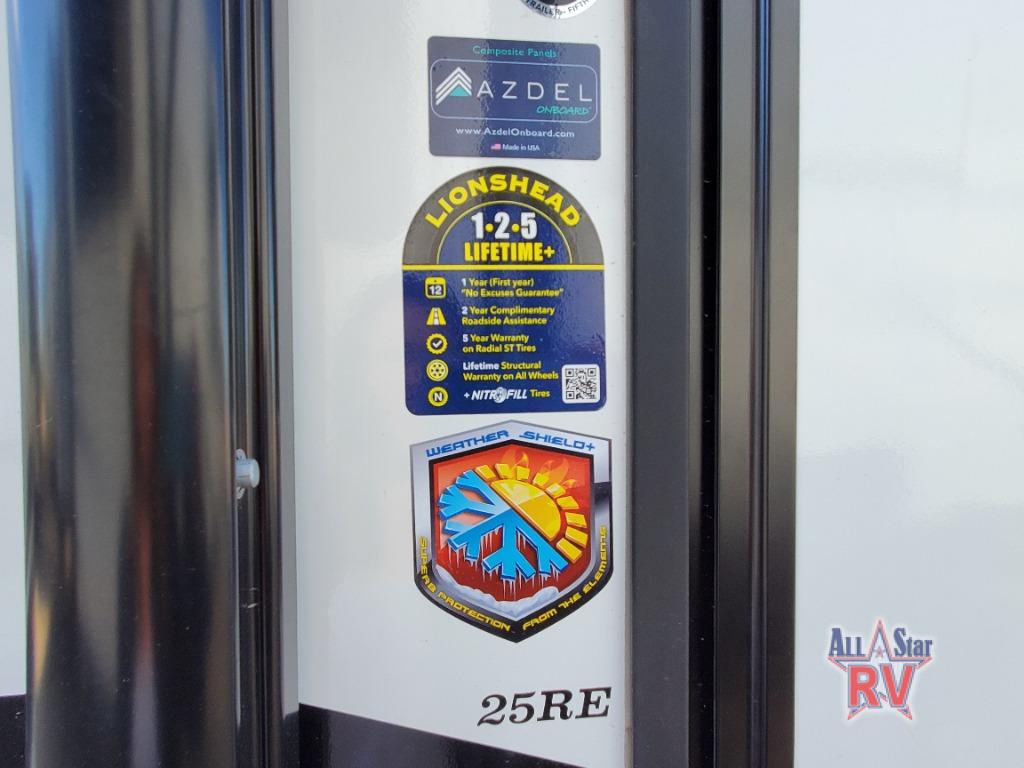 TRAILER - FIFTH
Composite Panels
AZDEL
ONBOARD
www.AzdelOnboard.com
Made in USA
LIONSHEAD
1•2•5
LIFETIME+
12
1 Year (First year)
"No Excuses Guarantee"
2 Year Complimentary
Roadside Assistance
5 Year Warranty
on Radial ST Tires
Lifetime Structural
Warranty on All Wheels
N
+ NITROFILL Tires
WEATHER SHIELD+
SUPERB PROTECTION FROM THE ELEMENTS
25RE
ALL Star
RV